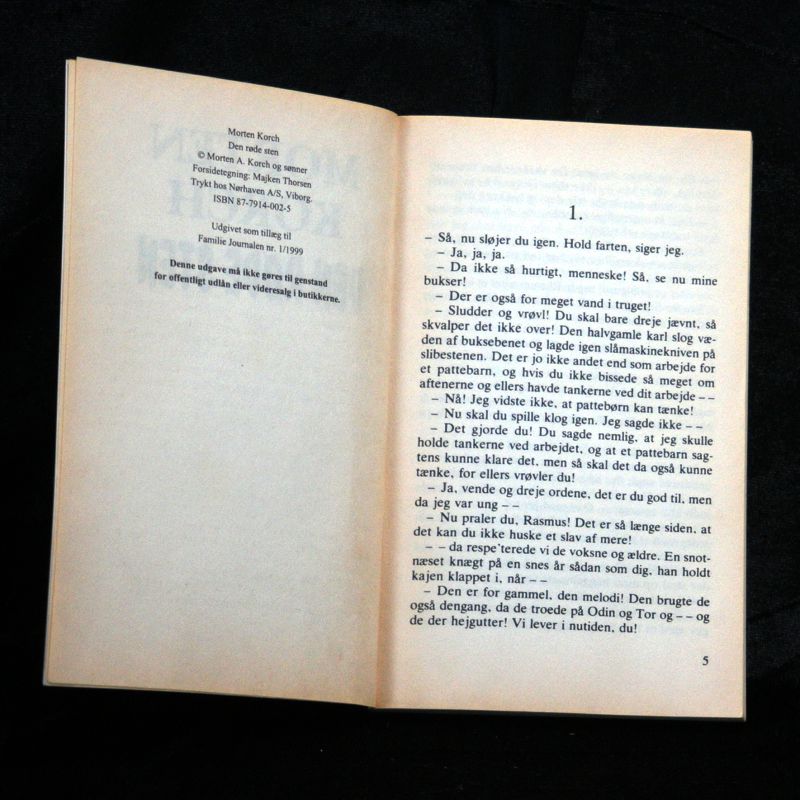 Morten Korch
Den røde sten
© Morten A. Korch og sønner
Forsidetegning: Majken Thorsen
Trykt hos Nørhaven A/S, Viborg.
ISBN 87-7914-002-5
Udgivet som tillæg til
Familie Journalen nr. 1/1999
Denne udgave må ikke gøres til genstand
for offentligt udlån eller videresalg i butikkerne.
1.
– Så, nu sløjer du igen. Hold farten, siger jeg.
– Ja, ja, ja.
– Da ikke så hurtigt, menneske! Så, se nu mine
bukser!
– Der er også for meget vand i truget!
– Sludder og vrøvl! Du skal bare dreje jævnt, så
skvalper det ikke over! Den halvgamle karl slog væ-
den af buksebenet og lagde igen slåmaskinekniven på
slibestenen. Det er jo ikke andet end som arbejde for
et pattebarn, og hvis du ikke bissede så meget om
aftenerne og ellers havde tankerne ved dit arbejde – –
– Nå! Jeg vidste ikke, at pattebørn kan tænke!
– Nu skal du spille klog igen. Jeg sagde ikke – –
– Det gjorde du! Du sagde nemlig, at jeg skulle
holde tankerne ved arbejdet, og at et pattebarn sag-
tens kunne klare det, men så skal det da også kunne
tænke, for ellers vrøvler du!
– Ja, vende og dreje ordene, det er du god til, men
da jeg var ung – –
– Nu praler du, Rasmus! Det er så længe siden, at
det kan du ikke huske et slav af mere!
– – da respe'terede vi de voksne og ældre. En snot-
næset knægt på en snes år sådan som dig, han holdt
kajen klappet i, når – –
– Den er for gammel, den melodi! Den brugte de
også dengang, da de troede på Odin og Tor og – – og
de der hejgutter! Vi lever i nutiden, du!
5